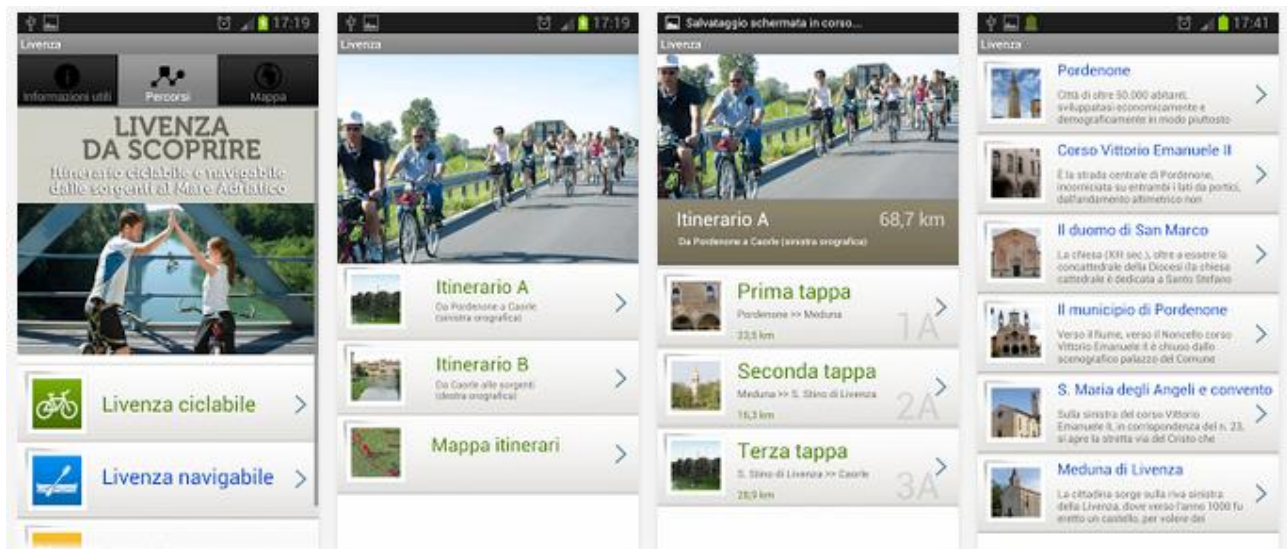 17:19
Livenza
Informazioni utili
Percorsi
Mappa
LIVENZA
DA SCOPRIRE
Itinerario ciclabile e navigabile
dalle sorgenti al Mare Adriatico
Livenza ciclabile
Livenza navigabile
17:19
Livenza
Itinerario A
Da Pordenone a Caorle
(sinistra orografica)
Itinerario B
Da Caorle alle sorgenti
(destra orografica)
Mappa itinerari
Salvataggio schermata in corso...
Livenza
Itinerario A
68,7 km
Da Pordenone a Caorle (sinistra orografica)
Prima tappa
Pordenone >> Meduna
23,5 km
1A
Seconda tappa
Meduna >> S. Stino di Livenza
16,3 km
2A
Terza tappa
S. Stino di Livenza >> Caorle
28,9 km
3A
17:41
Livenza
Pordenone
Città di oltre 50.000 abitanti,
sviluppatasi economicamente e
demograficamente in modo piuttosto
Corso Vittorio Emanuele II
È la strada centrale di Pordenone,
incorniciata su entrambi i lati da portici,
dall'andamento altimetrico non
Il duomo di San Marco
La chiesa (XIII sec.), oltre a essere la
concattedrale della Diocesi (la chiesa
cattedrale è dedicata a Santo Stefano
Il municipio di Pordenone
Verso il fiume, verso il Noncello corso
Vittorio Emanuele II è chiuso dallo
scenografico palazzo del Comune
S. Maria degli Angeli e convento
Sulla sinistra del corso Vittorio
Emanuele II, in corrispondenza del n. 23,
si apre la stretta via del Cristo che
Meduna di Livenza
La cittadina sorge sulla riva sinistra
della Livenza, dove verso l'anno 1000 fu
eretto un castello, per volere dei